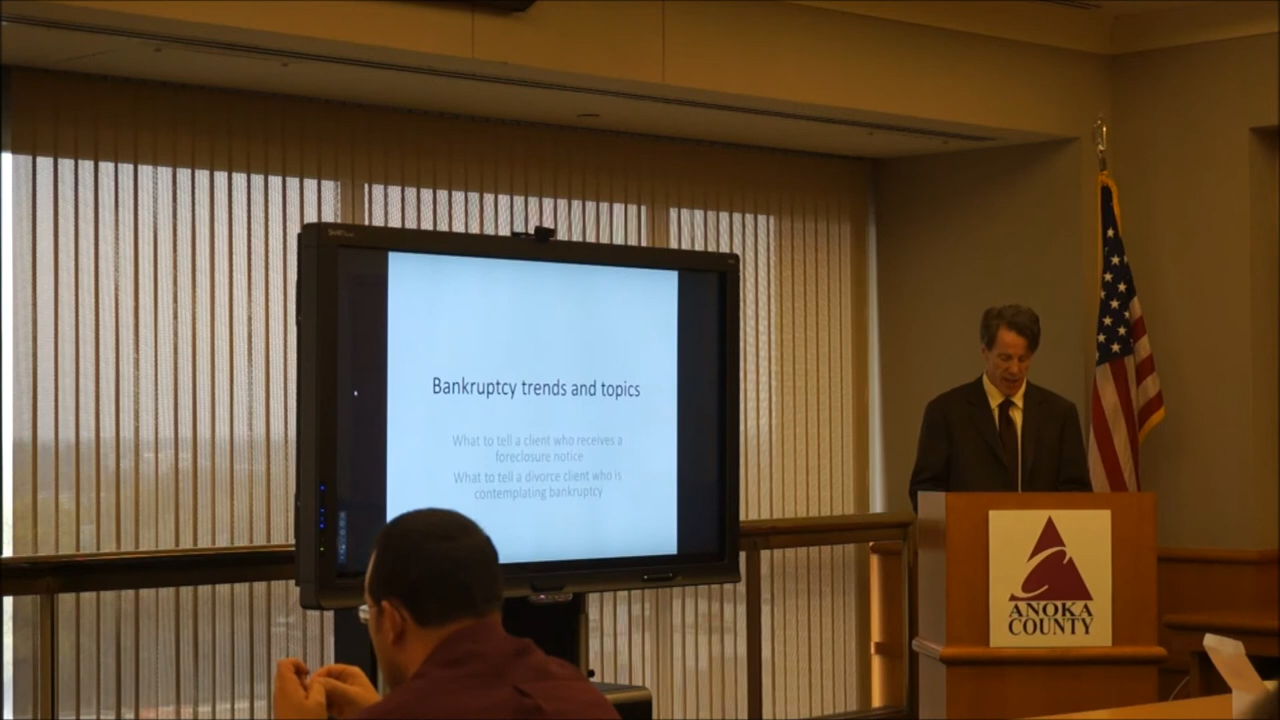 Bankruptcy trends and topics
What to tell a client who receives a
foreclosure notice
What to tell a divorce client who is
contemplating bankruptcy
ANOKA
COUNTY